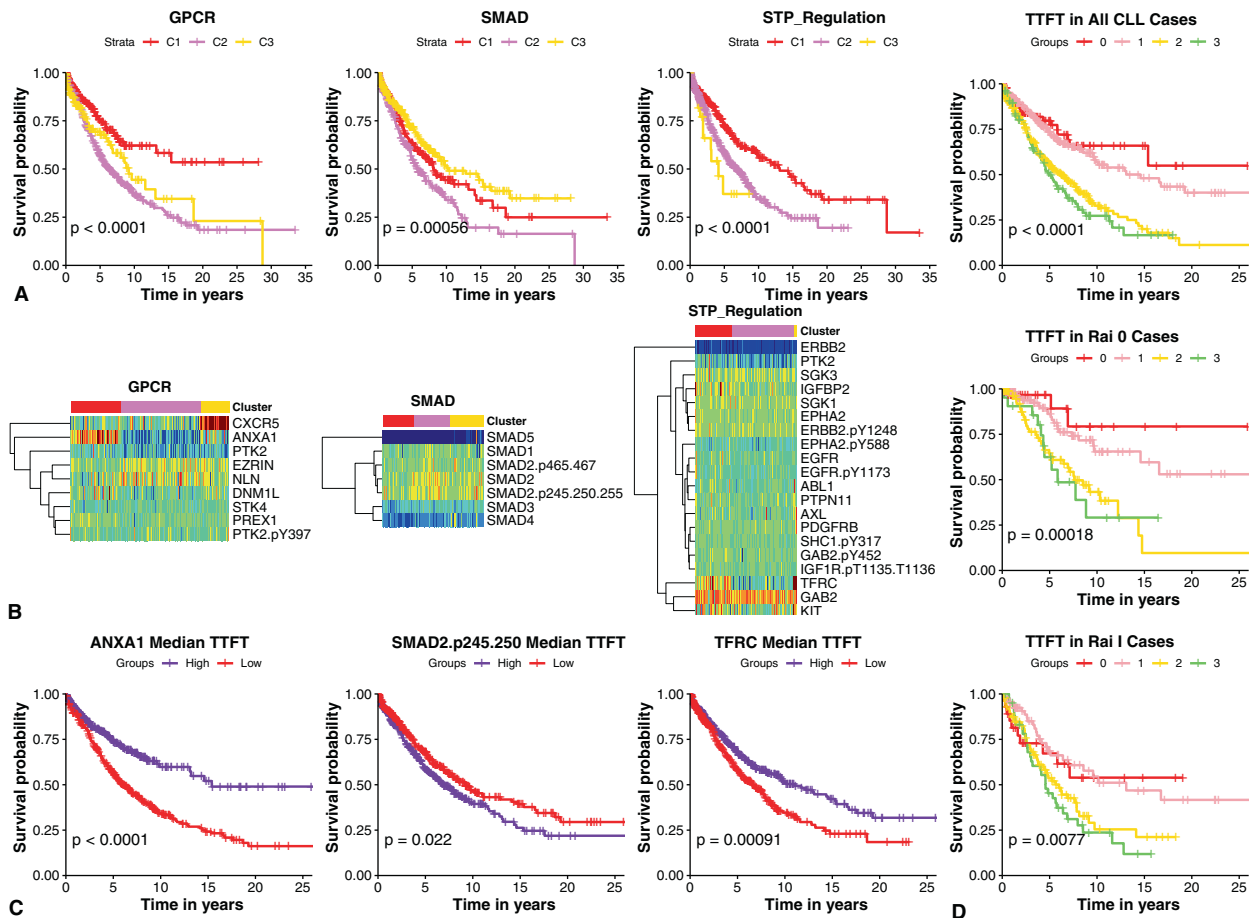 GPCR
Strata C1 C2 C3
Survival probability
1.00
0.75
0.50
0.25
0.00
p < 0.0001
0 5 10 15 20 25 30 35
Time in years
SMAD
Strata C1 C2 C3
Survival probability
1.00
0.75
0.50
0.25
0.00
p = 0.00056
0 5 10 15 20 25 30 35
Time in years
STP_Regulation
Strata C1 C2 C3
Survival probability
1.00
0.75
0.50
0.25
0.00
p < 0.0001
0 5 10 15 20 25 30 35
Time in years
A
TTFT in All CLL Cases
Groups 0 1 2 3
Survival probability
1.00
0.75
0.50
0.25
0.00
p < 0.0001
0 5 10 15 20 25
Time in years
GPCR
Cluster
CXCR5
ANXA1
PTK2
EZRIN
NLN
DNM1L
STK4
PREX1
PTK2.pY397
SMAD
Cluster
SMAD5
SMAD1
SMAD2.p465.467
SMAD2
SMAD2.p245.250.255
SMAD3
SMAD4
STP_Regulation
Cluster
ERBB2
PTK2
SGK3
IGFBP2
SGK1
EPHA2
ERBB2.pY1248
EPHA2.pY588
EGFR
EGFR.pY1173
ABL1
PTPN11
AXL
PDGFRB
SHC1.pY317
GAB2.pY452
IGF1R.pT1135.T1136
TFRC
GAB2
KIT
B
TTFT in Rai 0 Cases
Groups 0 1 2 3
Survival probability
1.00
0.75
0.50
0.25
0.00
p = 0.00018
0 5 10 15 20 25
Time in years
ANXA1 Median TTFT
Groups High Low
Survival probability
1.00
0.75
0.50
0.25
0.00
p < 0.0001
0 5 10 15 20 25
Time in years
SMAD2.p245.250 Median TTFT
Groups High Low
Survival probability
1.00
0.75
0.50
0.25
0.00
p = 0.022
0 5 10 15 20 25
Time in years
TFRC Median TTFT
Groups High Low
Survival probability
1.00
0.75
0.50
0.25
0.00
p = 0.00091
0 5 10 15 20 25
Time in years
C
TTFT in Rai I Cases
Groups 0 1 2 3
Survival probability
1.00
0.75
0.50
0.25
0.00
p = 0.0077
0 5 10 15 20 25
Time in years
D